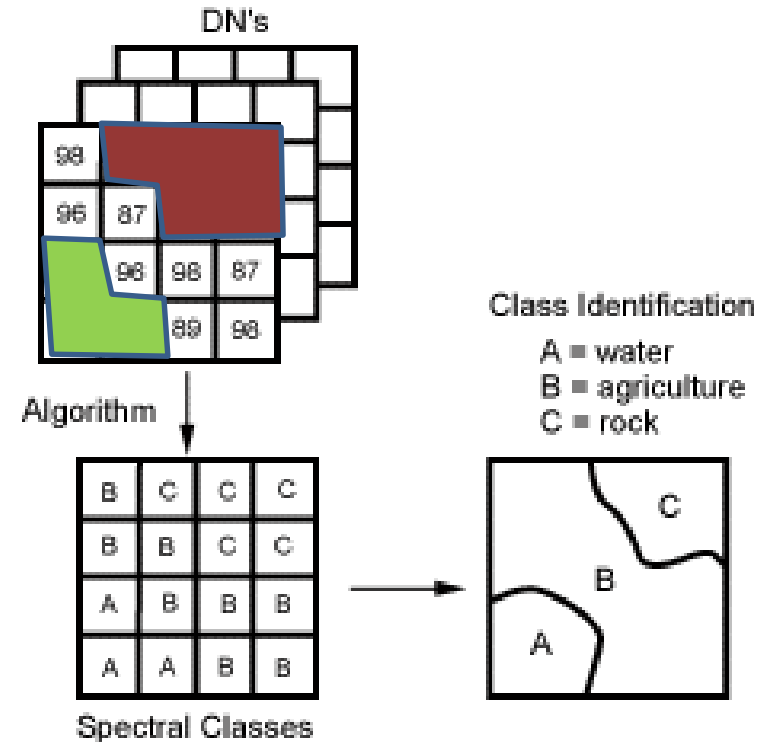 DN's
98
96 87
96 98 87
89 98
Algorithm
Class Identification
A = water
B = agriculture
C = rock
B C C C
B B C C
A B B B
A A B B
Spectral Classes
C
B
A